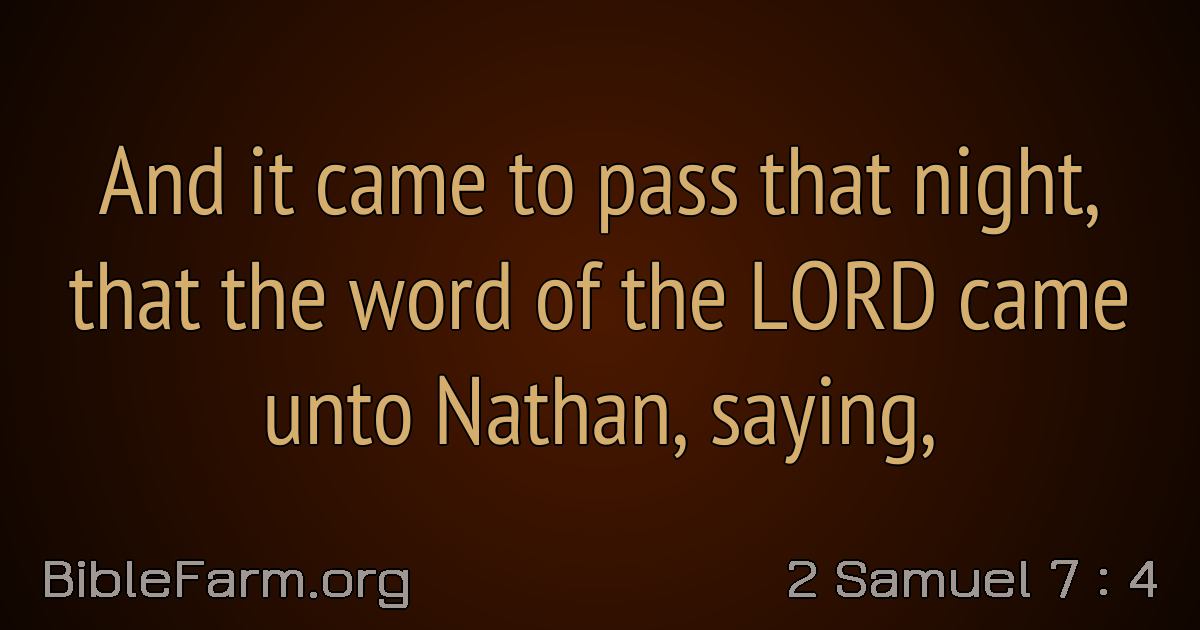 And it came to pass that night,
that the word of the LORD came
unto Nathan, saying,
BibleFarm.org
2 Samuel 7 : 4